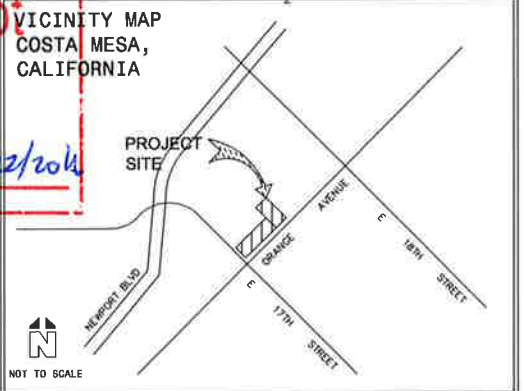 VICINITY MAP
COSTA MESA,
CALIFORNIA
PROJECT
SITE
NEWPORT BLVD
ORANGE AVENUE
E 18TH STREET
E 17TH STREET
N
NOT TO SCALE